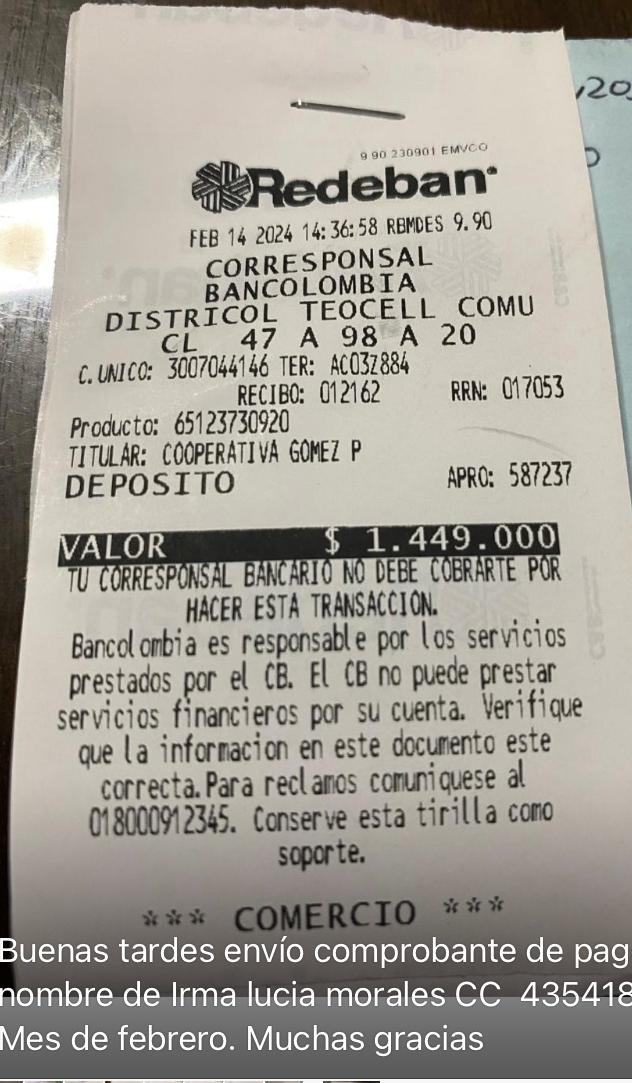 ,20
9 90 230901 EMVCO
Redeban
FEB 14 2024 14:36:58 RBMDES 9.90
CORRESPONSAL
BANCOLOMBIA
DISTRICOL TEOCELL COMU
CL 47 A 98 A 20
C. UNICO: 3007044146 TER: AC03Z884
RECIBO: 012162 RRN: 017053
Producto: 65123730920
TITULAR: COOPERATIVA GOMEZ P
DEPOSITO APRO: 587237
VALOR $ 1.449.000
TU CORRESPONSAL BANCARIO NO DEBE COBRARTE POR
HACER ESTA TRANSACCION.
Bancolombia es responsable por los servicios
prestados por el CB. El CB no puede prestar
servicios financieros por su cuenta. Verifique
que la informacion en este documento este
correcta.Para reclamos comuniquese al
018000912345. Conserve esta tirilla como
soporte.
*** COMERCIO ***
Buenas tardes envío comprobante de pag
nombre de Irma lucia morales CC 435418
Mes de febrero. Muchas gracias